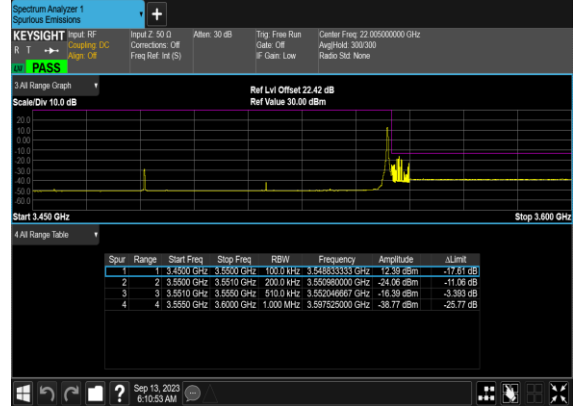 Spectrum Analyzer 1
Spurious Emissions
+
KEYSIGHT Input: RF Input Z: 50 Ω Atten: 30 dB Trig: Free Run Center Freq: 22.005000000 GHz
R T Coupling: DC Corrections: Off Gate: Off Avg|Hold: 300/300
Align: Off Freq Ref: Int (S) IF Gain: Low Radio Std: None
PASS
3 All Range Graph
Ref Lvl Offset 22.42 dB
Scale/Div 10.0 dB Ref Value 30.00 dBm
20.0
10.0
0.00
-10.0
-20.0
-30.0
-40.0
-50.0
-60.0
Start 3.450 GHz Stop 3.600 GHz
4 All Range Table
Spur Range Start Freq Stop Freq RBW Frequency Amplitude ΔLimit
1 1 3.4500 GHz 3.5500 GHz 100.0 kHz 3.548833333 GHz 12.39 dBm -17.61 dB
2 2 3.5500 GHz 3.5510 GHz 200.0 kHz 3.550980000 GHz -24.06 dBm -11.06 dB
3 3 3.5510 GHz 3.5550 GHz 510.0 kHz 3.552046667 GHz -16.39 dBm -3.393 dB
4 4 3.5550 GHz 3.6000 GHz 1.000 MHz 3.597525000 GHz -38.77 dBm -25.77 dB
? Sep 13, 2023
6:10:53 AM